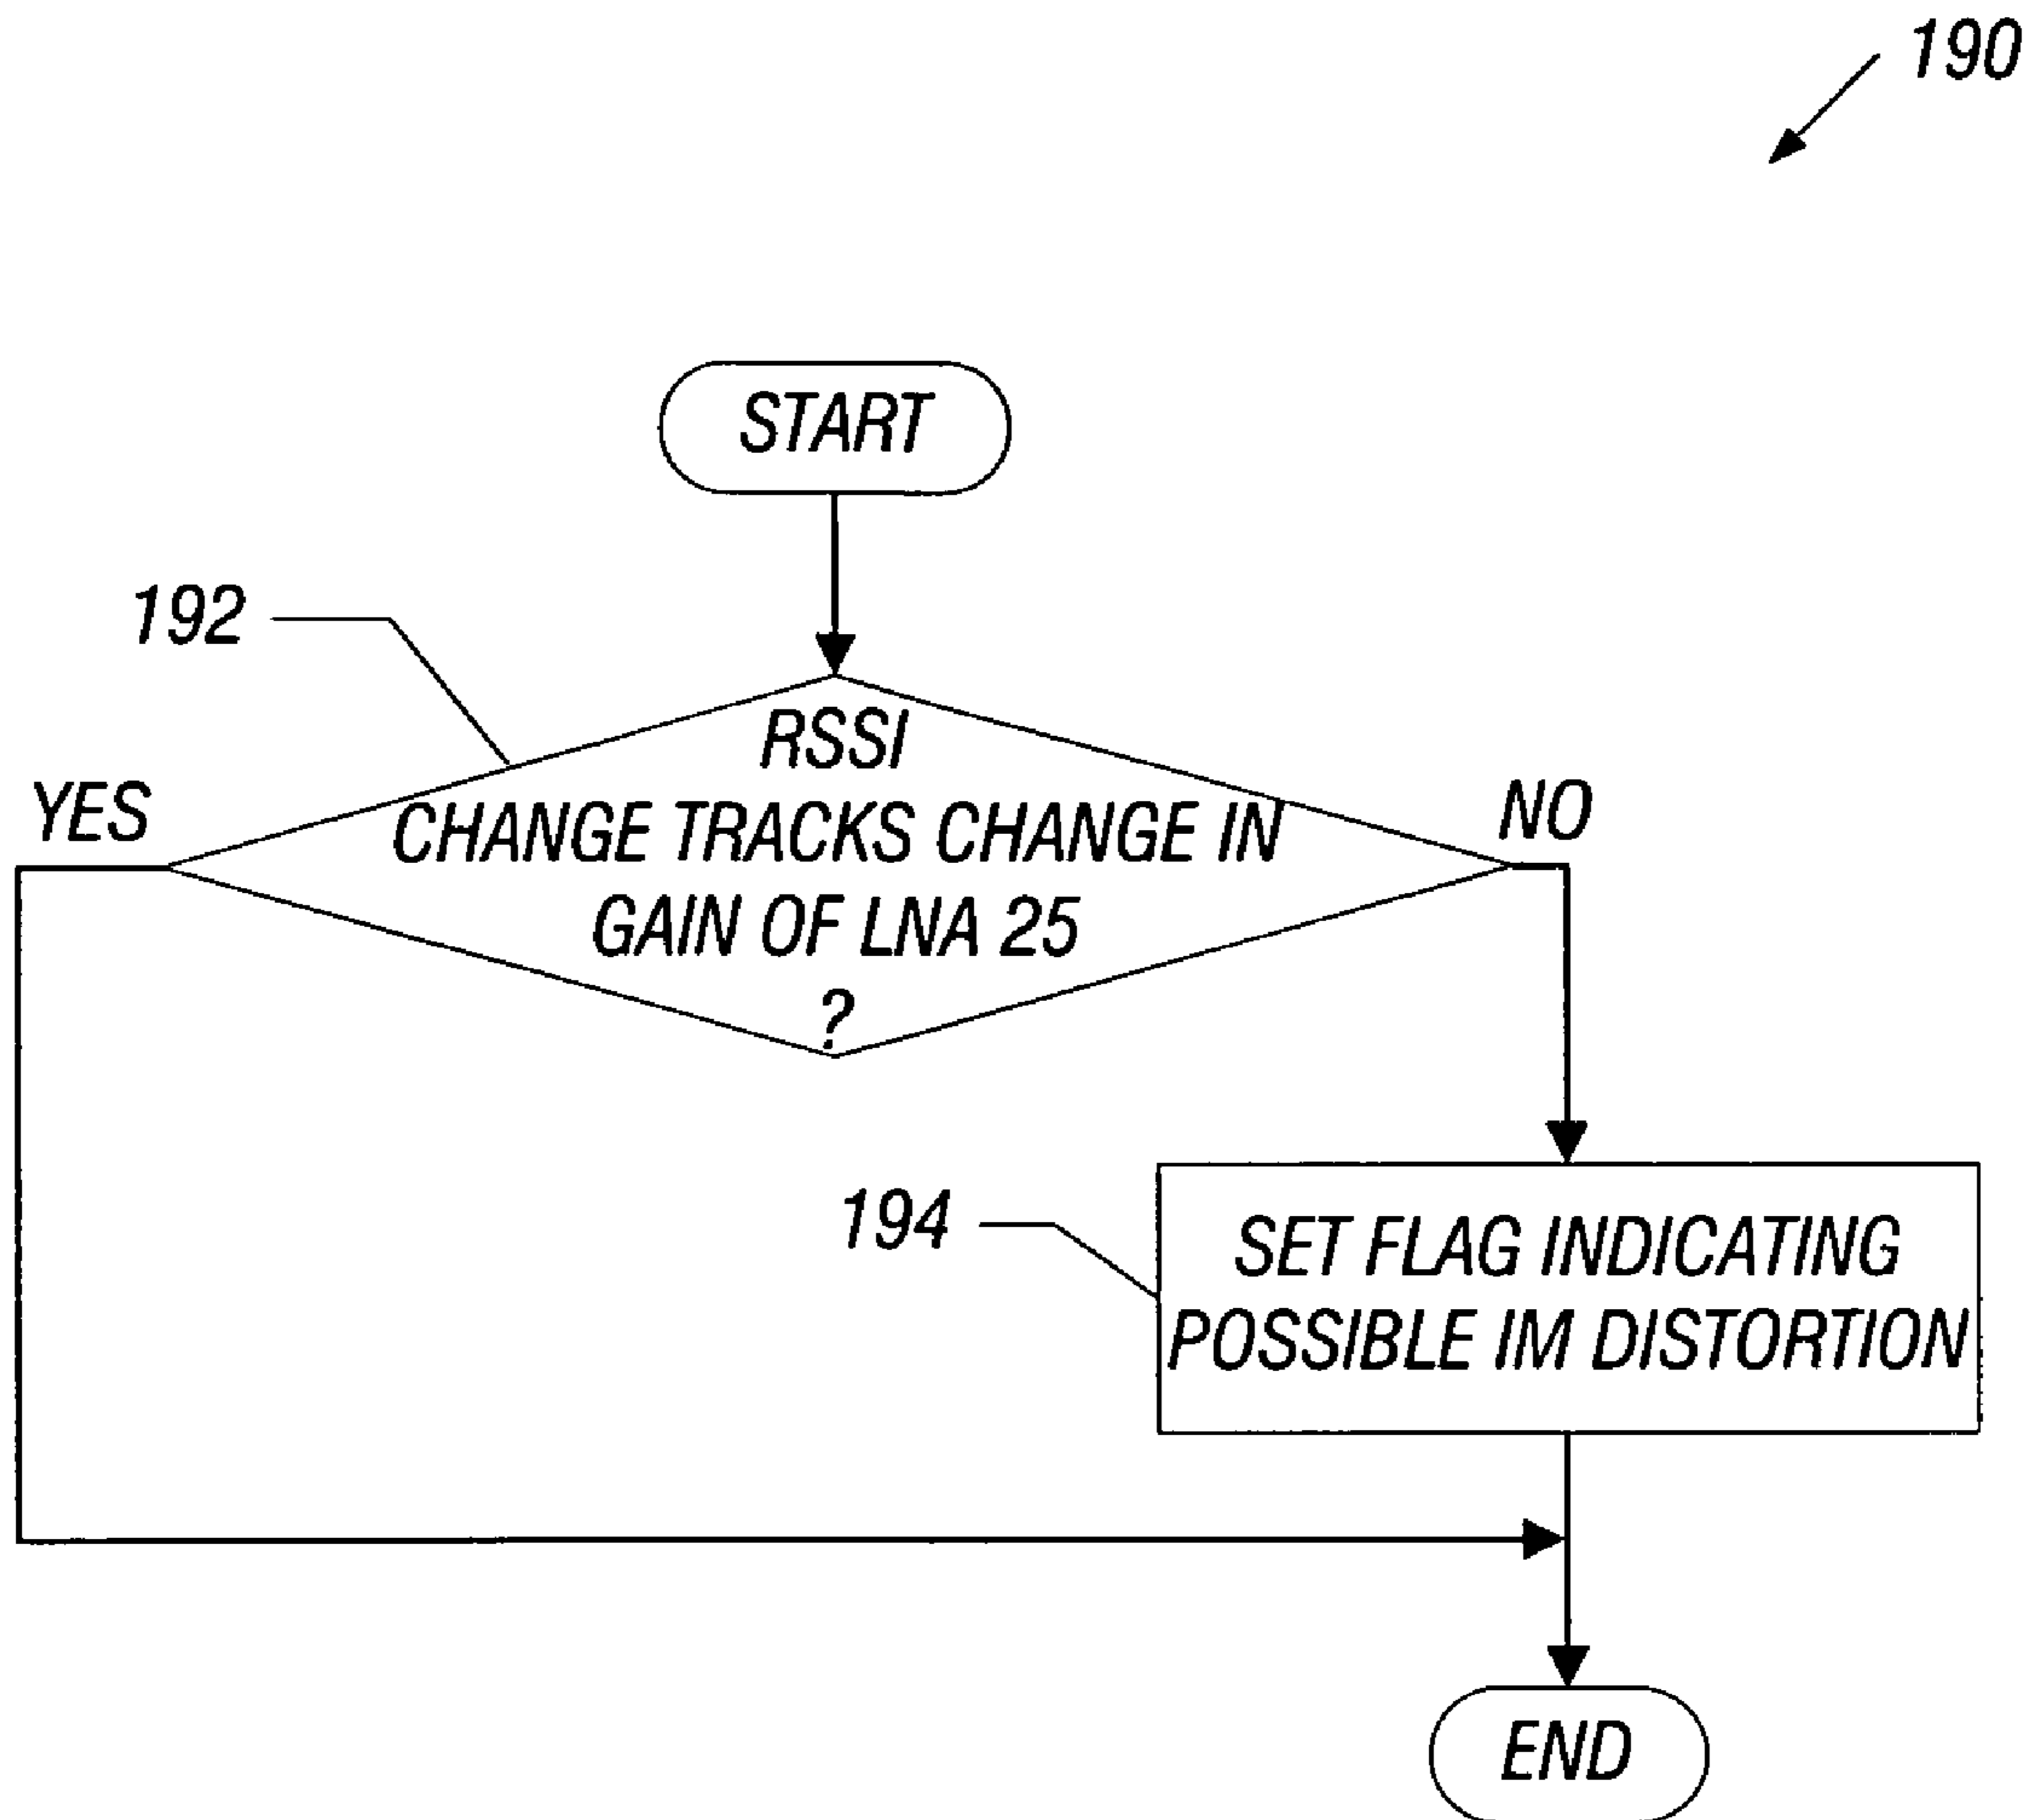 190
START
192
RSSI
YES
CHANGE TRACKS CHANGE IN
NO
GAIN OF LNA 25
?
194
SET FLAG INDICATING
POSSIBLE IM DISTORTION
END